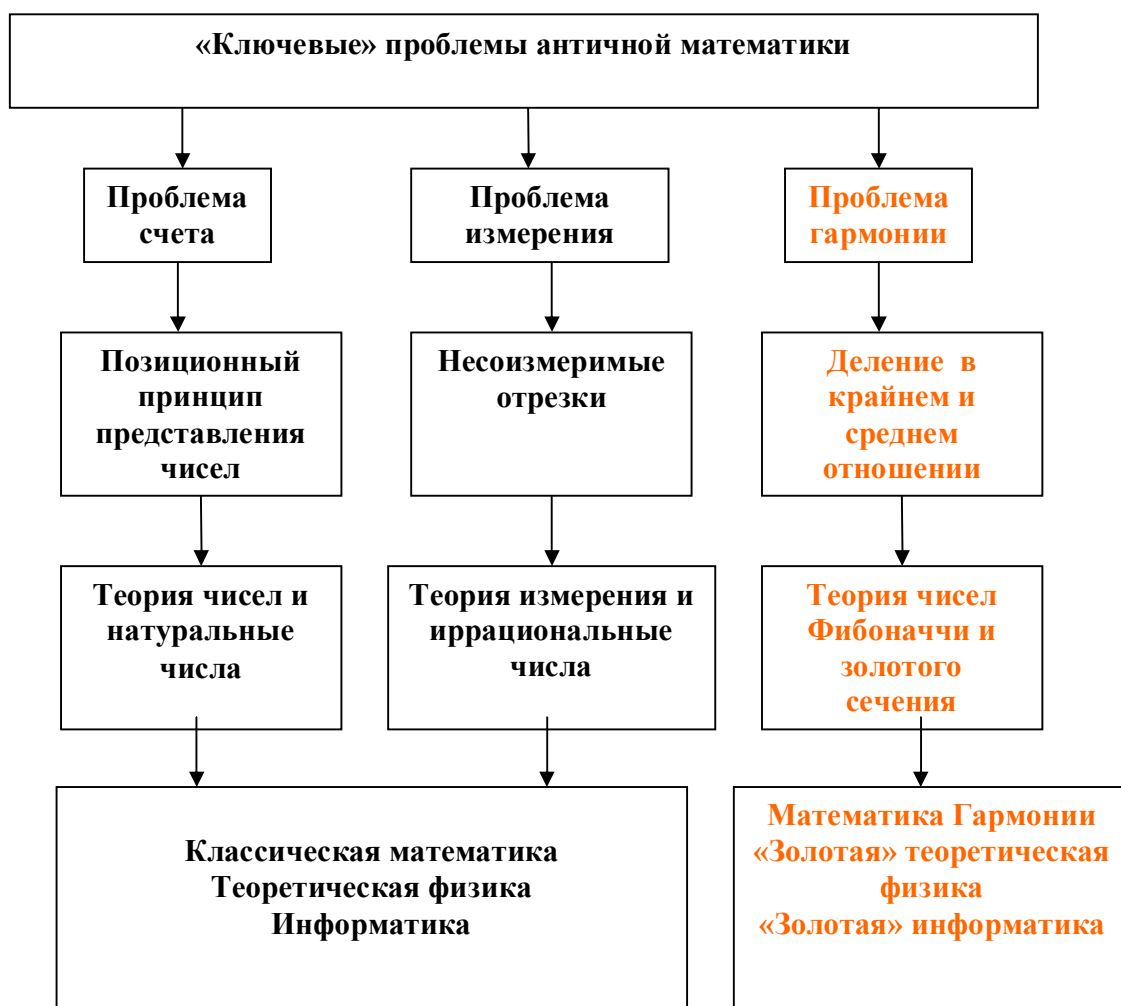 «Ключевые» проблемы античной математики
Проблема
счета
Проблема
измерения
Проблема
гармонии
Позиционный
принцип
представления
чисел
Несоизмеримые
отрезки
Деление в
крайнем и
среднем
отношении
Теория чисел и
натуральные
числа
Теория измерения и
иррациональные
числа
Теория чисел
Фибоначчи и
золотого
сечения
Классическая математика
Теоретическая физика
Информатика
Математика Гармонии
«Золотая» теоретическая
физика
«Золотая» информатика